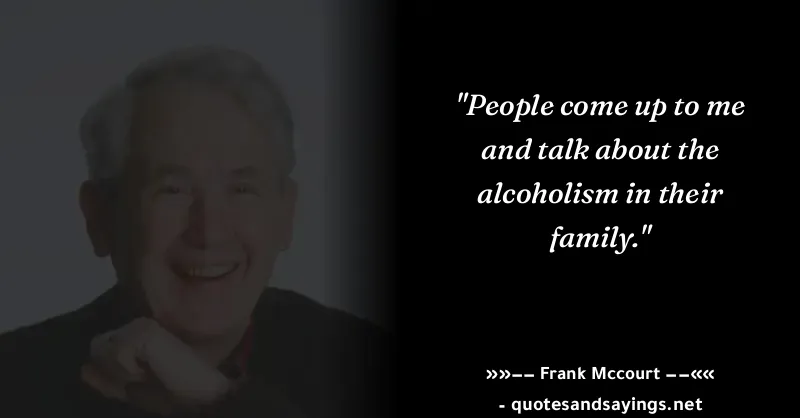 "People come up to me
and talk about the
alcoholism in their
family."
»»−− Frank Mccourt −−««
- quotesandsayings.net